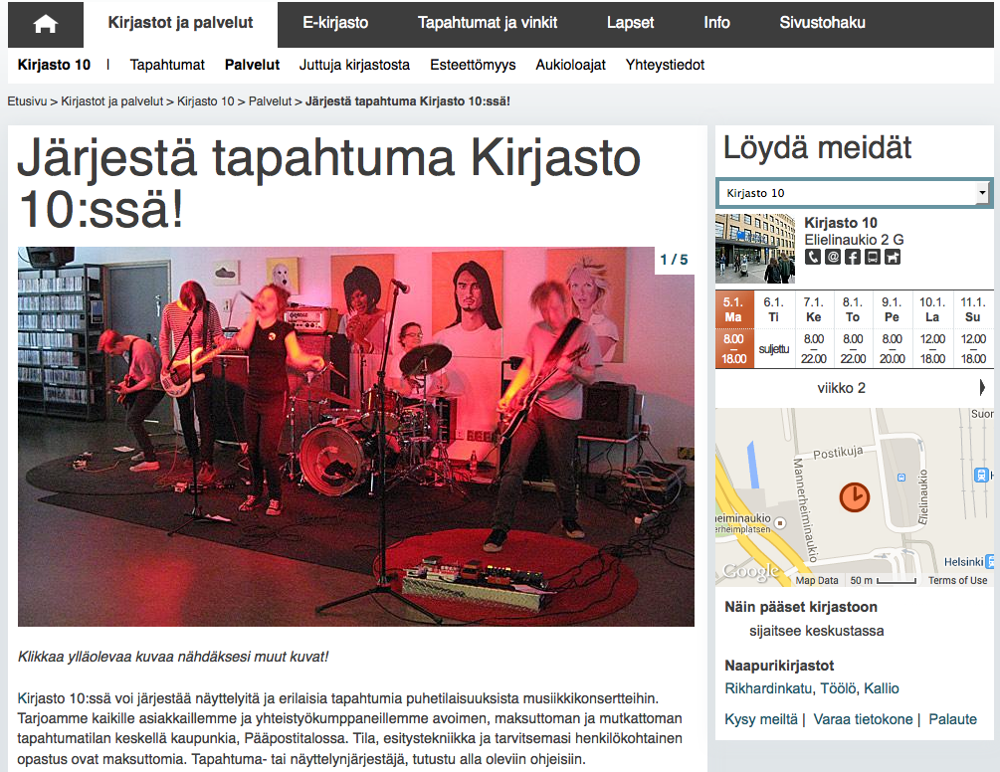 Kirjastot ja palvelut E-kirjasto Tapahtumat ja vinkit Lapset Info Sivustohaku
Kirjasto 10 | Tapahtumat Palvelut Juttuja kirjastosta Esteettömyys Aukioloajat Yhteystiedot
Etusivu > Kirjastot ja palvelut > Kirjasto 10 > Palvelut > Järjestä tapahtuma Kirjasto 10:ssä!
Järjestä tapahtuma Kirjasto
10:ssä!
1 / 5
Klikkaa ylläolevaa kuvaa nähdäksesi muut kuvat!
Kirjasto 10:ssä voi järjestää näyttelyitä ja erilaisia tapahtumia puhetilaisuuksista musiikkikonsertteihin.
Tarjoamme kaikille asiakkaillemme ja yhteistyökumppaneillemme avoimen, maksuttoman ja mutkattoman
tapahtumatilan keskellä kaupunkia, Pääpostitalossa. Tila, esitystekniikka ja tarvitsemasi henkilökohtainen
opastus ovat maksuttomia. Tapahtuma- tai näyttelynjärjestäjä, tutustu alla oleviin ohjeisiin.
Löydä meidät
Kirjasto 10
Kirjasto 10
Elielinaukio 2 G
5.1. 6.1. 7.1. 8.1. 9.1. 10.1. 11.1.
Ma Ti Ke To Pe La Su
8.00 – 18.00 suljettu 8.00 – 22.00 8.00 – 22.00 8.00 – 20.00 12.00 – 18.00 12.00 – 18.00
viikko 2
Suor
Postikuja
Mannerheiminaukio
Elielinaukio
heiminaukio
erheimplatsen
Helsinki
Google Map Data 50 m Terms of Use
Näin pääset kirjastoon
sijaitsee keskustassa
Naapurikirjastot
Rikhardinkatu, Töölö, Kallio
Kysy meiltä | Varaa tietokone | Palaute